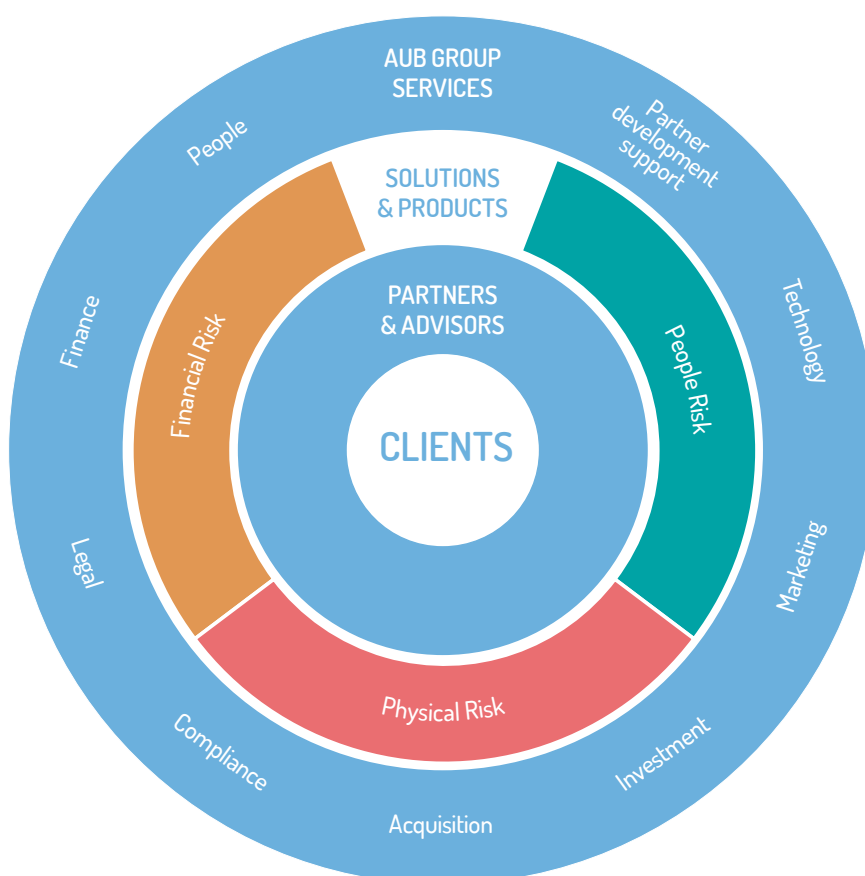 AUB GROUP
SERVICES
Partner
development
support
Technology
Marketing
Investment
Acquisition
Compliance
Legal
Finance
People
SOLUTIONS
& PRODUCTS
People Risk
Physical Risk
Financial Risk
PARTNERS
& ADVISORS
CLIENTS